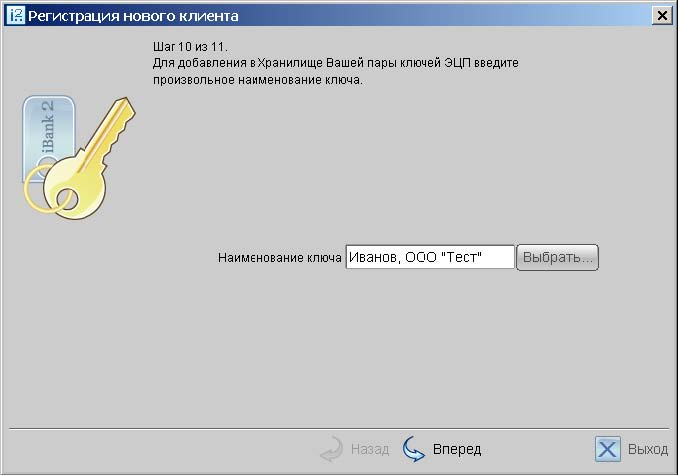 Регистрация нового клиента
Шаг 10 из 11.
Для добавления в Хранилище Вашей пары ключей ЭЦП введите
произвольное наименование ключа.
iBank 2
Наименование ключа Иванов, ООО "Тест" Выбрать...
Назад Вперед Выход